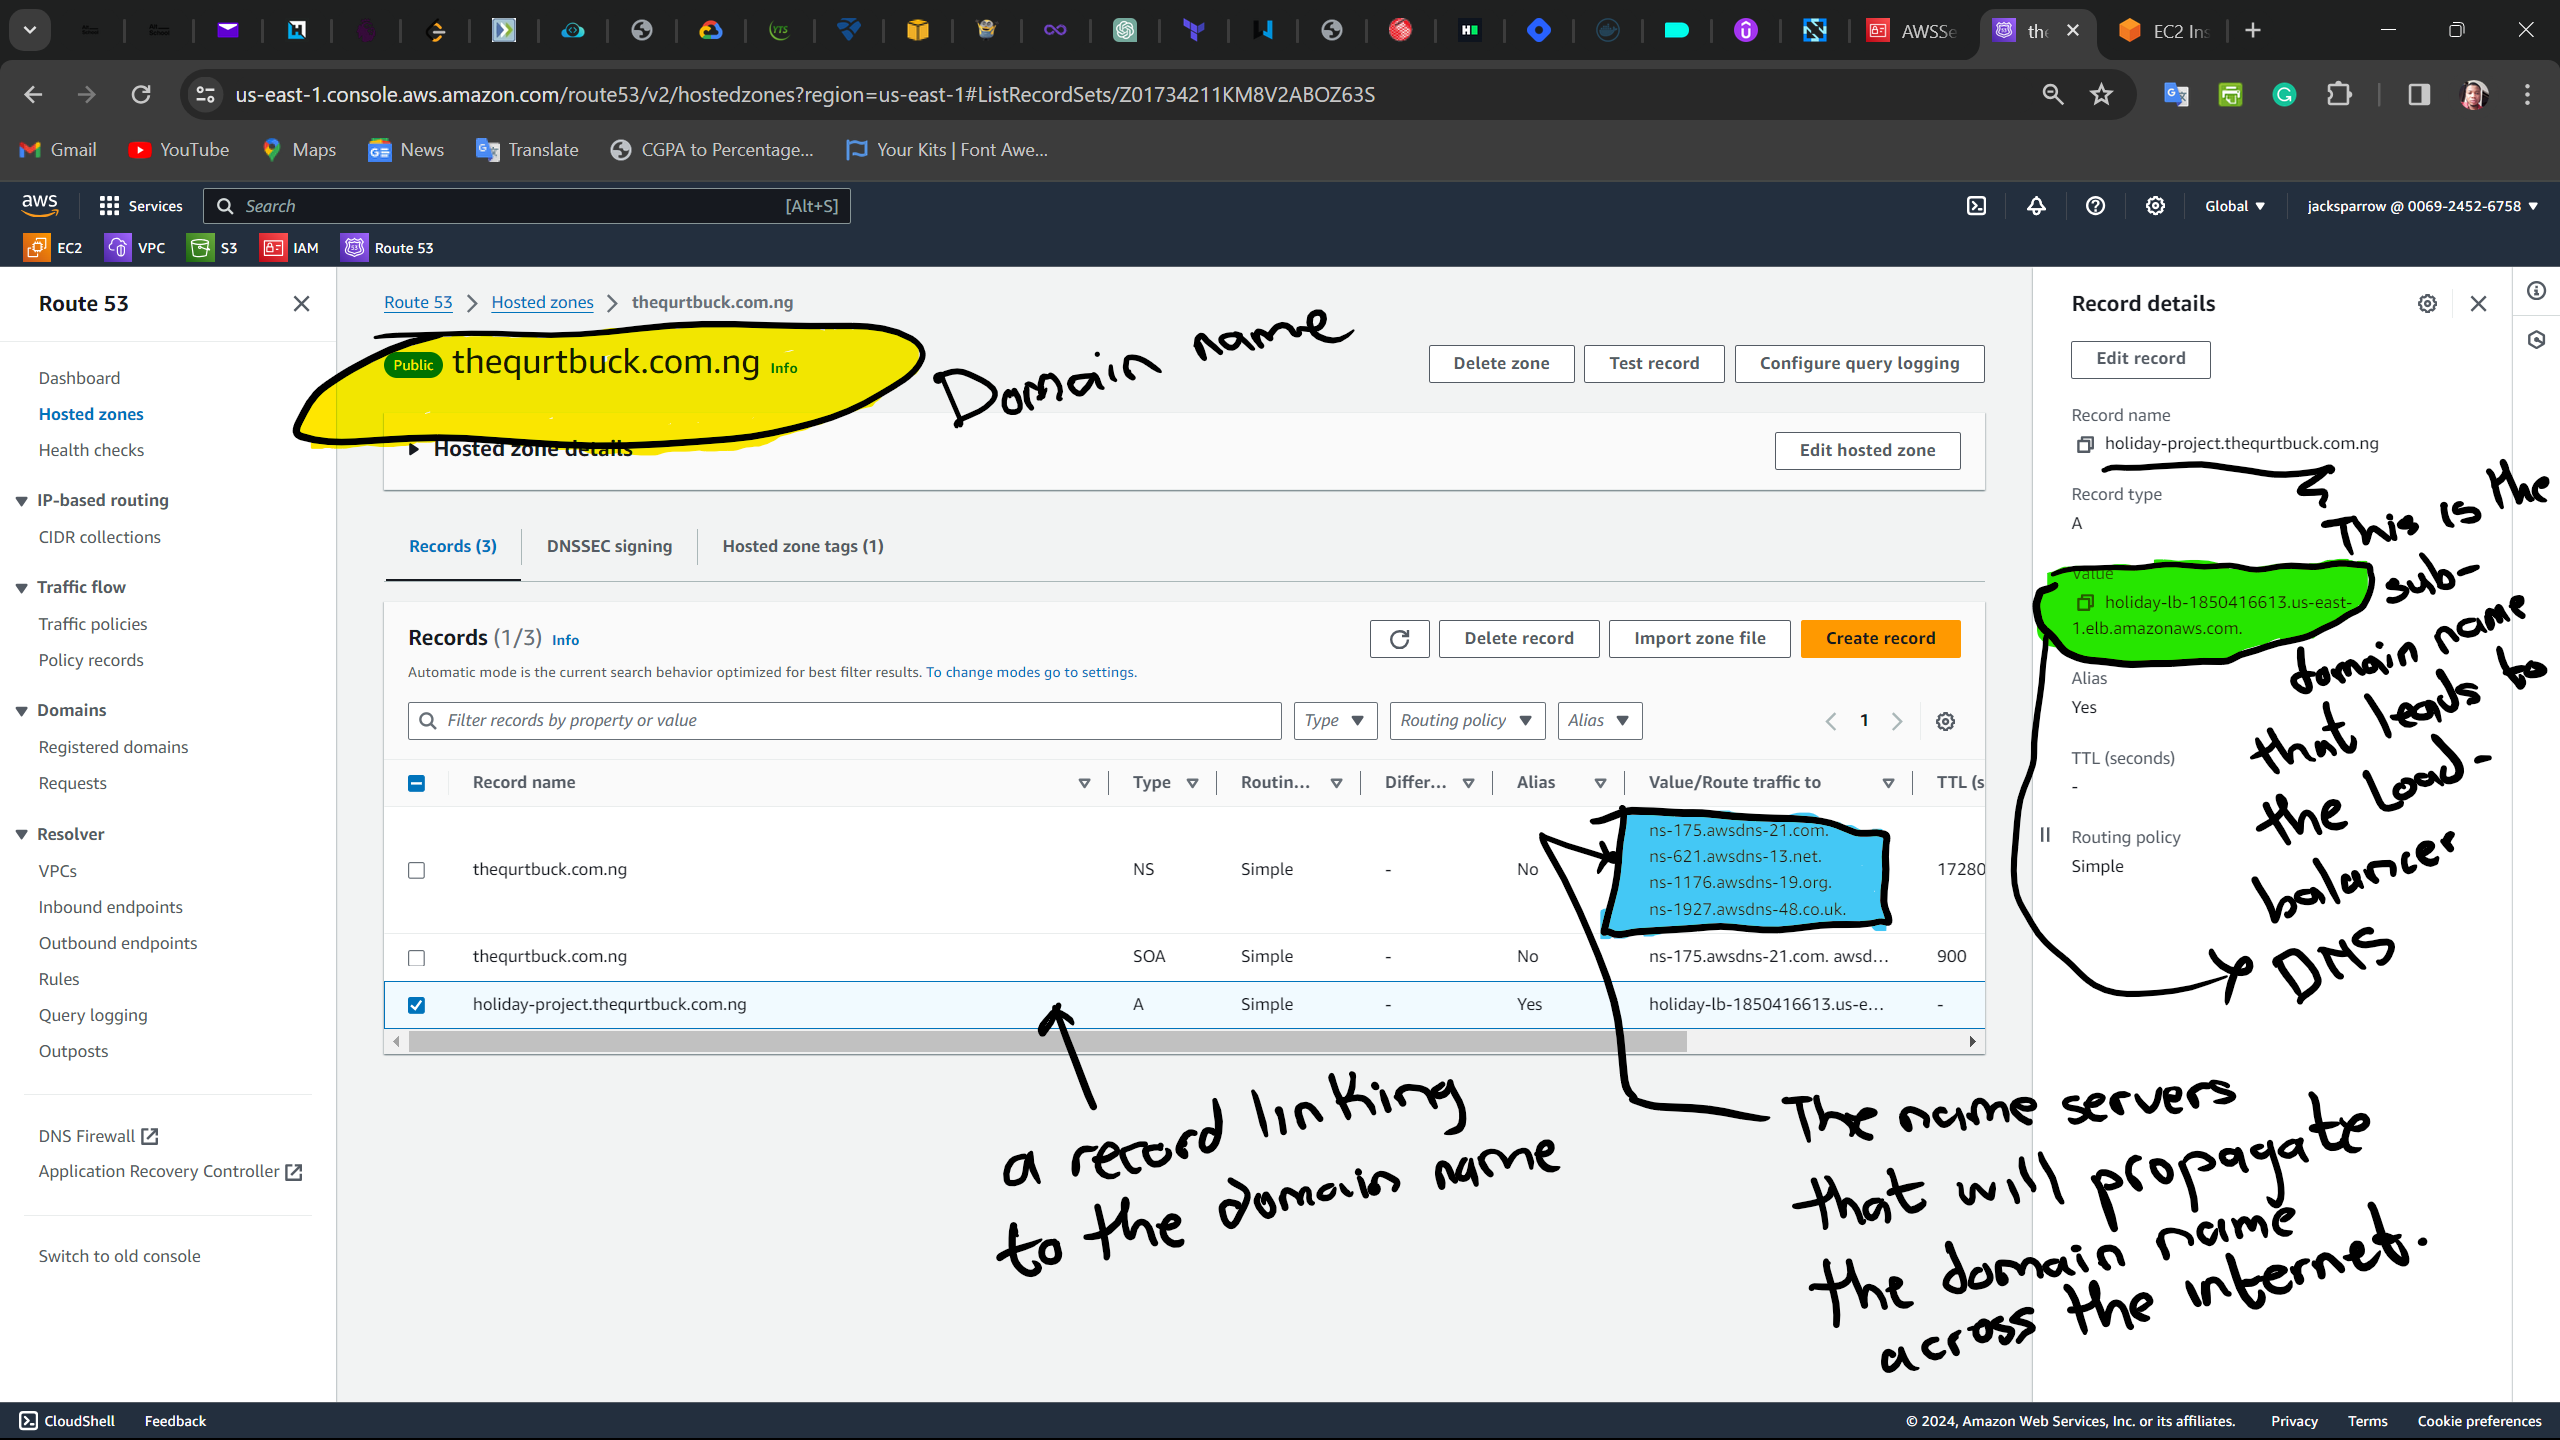 AWSSe
the
EC2 Ins
us-east-1.console.aws.amazon.com/route53/v2/hostedzones?region=us-east-1#ListRecordSets/Z01734211KM8V2ABOZ63S
Gmail
YouTube
Maps
News
Translate
CGPA to Percentage...
Your Kits | Font Awe...
aws
Services
Search
[Alt+S]
Global
jacksparrow @ 0069-2452-6758
EC2
VPC
S3
IAM
Route 53
Route 53
Dashboard
Hosted zones
Health checks
IP-based routing
CIDR collections
Traffic flow
Traffic policies
Policy records
Domains
Registered domains
Requests
Resolver
VPCs
Inbound endpoints
Outbound endpoints
Rules
Query logging
Outposts
DNS Firewall
Application Recovery Controller
Switch to old console
Route 53 > Hosted zones > thequrtbuck.com.ng
Public thequrtbuck.com.ng Info
Domain name
Delete zone
Test record
Configure query logging
Hosted zone details
Edit hosted zone
Records (3)
DNSSEC signing
Hosted zone tags (1)
Records (1/3) Info
Delete record
Import zone file
Create record
Automatic mode is the current search behavior optimized for best filter results. To change modes go to settings.
Filter records by property or value
Type
Routing policy
Alias
1
Record name Type Routin... Differ... Alias Value/Route traffic to TTL (s
thequrtbuck.com.ng NS Simple - No
ns-175.awsdns-21.com.
ns-621.awsdns-13.net.
ns-1176.awsdns-19.org.
ns-1927.awsdns-48.co.uk.
17280
thequrtbuck.com.ng SOA Simple - No ns-175.awsdns-21.com. awsd... 900
holiday-project.thequrtbuck.com.ng A Simple - Yes holiday-lb-1850416613.us-e... -
a record linking
to the domain name
The name servers
that will propagate
the domain name
across the internet.
Record details
Edit record
Record name
holiday-project.thequrtbuck.com.ng
Record type
A
Value
holiday-lb-1850416613.us-east-
1.elb.amazonaws.com.
Alias
Yes
TTL (seconds)
-
Routing policy
Simple
This is the
sub-
domain name
that leads to
the Load-
balancer
DNS
CloudShell
Feedback
© 2024, Amazon Web Services, Inc. or its affiliates.
Privacy
Terms
Cookie preferences